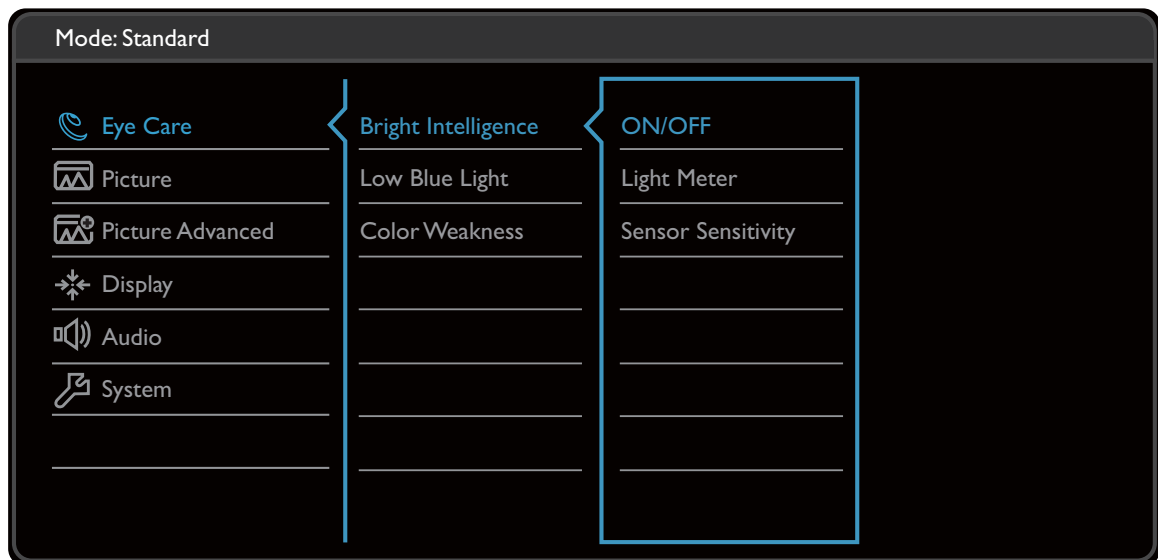 Mode: Standard
Eye Care
Bright Intelligence
ON/OFF
Picture
Low Blue Light
Light Meter
Picture Advanced
Color Weakness
Sensor Sensitivity
Display
Audio
System